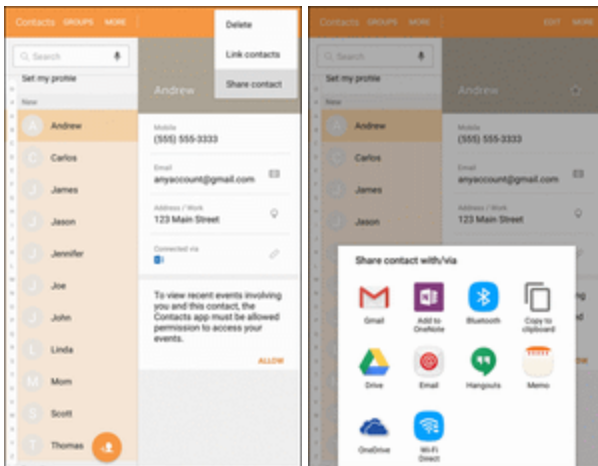 Contacts GROUPS MORE
Delete
Link contacts
Share contact
Search
Set my profile
New
Andrew
A Andrew
C Carlos
J James
J Jason
J Jennifer
J Joe
J John
L Linda
M Mom
S Scott
T Thomas
Mobile
(555) 555-3333
Email
anyaccount@gmail.com
Address / Work
123 Main Street
Connected via
To view recent events involving
you and this contact, the
Contacts app must be allowed
permission to access your
events.
ALLOW
Contacts GROUPS MORE
EDIT MORE
Search
Set my profile
New
Andrew
A Andrew
C Carlos
J James
J Jason
Mobile
(555) 555-3333
Email
anyaccount@gmail.com
Address / Work
123 Main Street
Share contact with/via
Gmail
Add to
OneNote
Bluetooth
Copy to
clipboard
Drive
Email
Hangouts
Memo
OneDrive
Wi-Fi
Direct